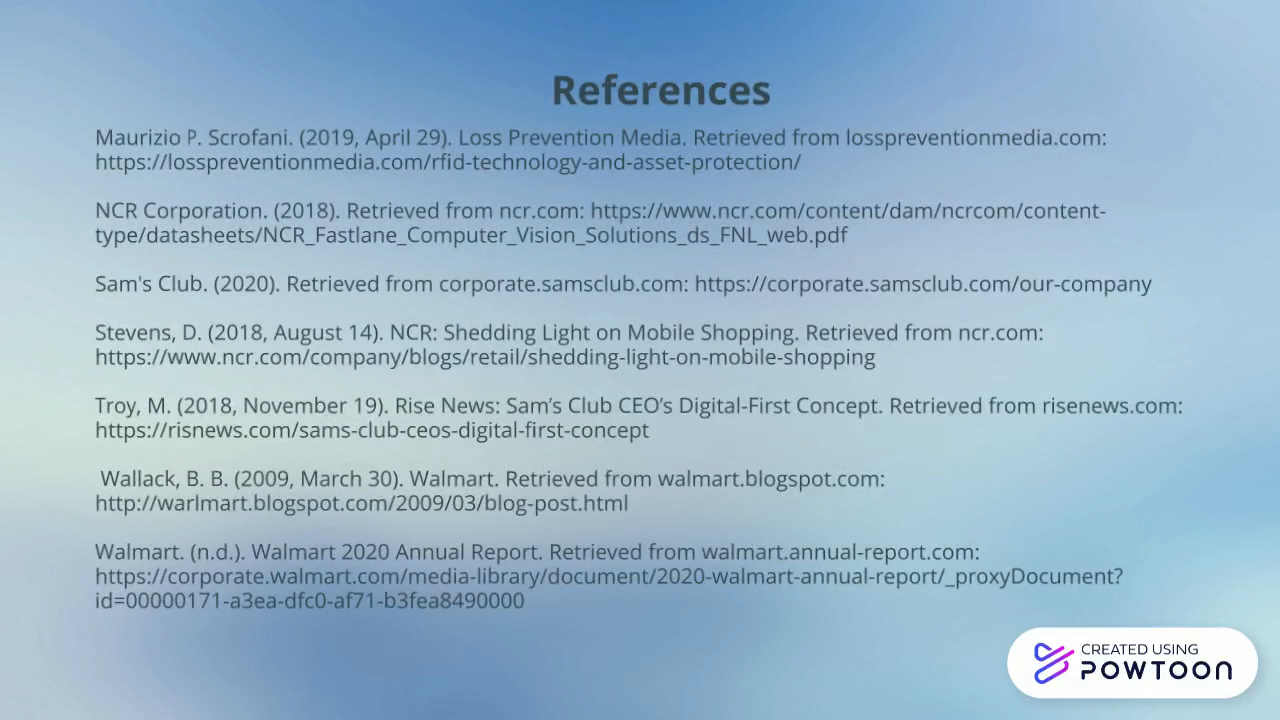 References
Maurizio P. Scrofani. (2019, April 29). Loss Prevention Media. Retrieved from losspreventionmedia.com:
https://losspreventionmedia.com/rfid-technology-and-asset-protection/
NCR Corporation. (2018). Retrieved from ncr.com: https://www.ncr.com/content/dam/ncrcom/content-
type/datasheets/NCR_Fastlane_Computer_Vision_Solutions_ds_FNL_web.pdf
Sam's Club. (2020). Retrieved from corporate.samsclub.com: https://corporate.samsclub.com/our-company
Stevens, D. (2018, August 14). NCR: Shedding Light on Mobile Shopping. Retrieved from ncr.com:
https://www.ncr.com/company/blogs/retail/shedding-light-on-mobile-shopping
Troy, M. (2018, November 19). Rise News: Sam’s Club CEO’s Digital-First Concept. Retrieved from risenews.com:
https://risnews.com/sams-club-ceos-digital-first-concept
Wallack, B. B. (2009, March 30). Walmart. Retrieved from walmart.blogspot.com:
http://warlmart.blogspot.com/2009/03/blog-post.html
Walmart. (n.d.). Walmart 2020 Annual Report. Retrieved from walmart.annual-report.com:
https://corporate.walmart.com/media-library/document/2020-walmart-annual-report/_proxyDocument?
id=00000171-a3ea-dfc0-af71-b3fea8490000
CREATED USING
POWTOON